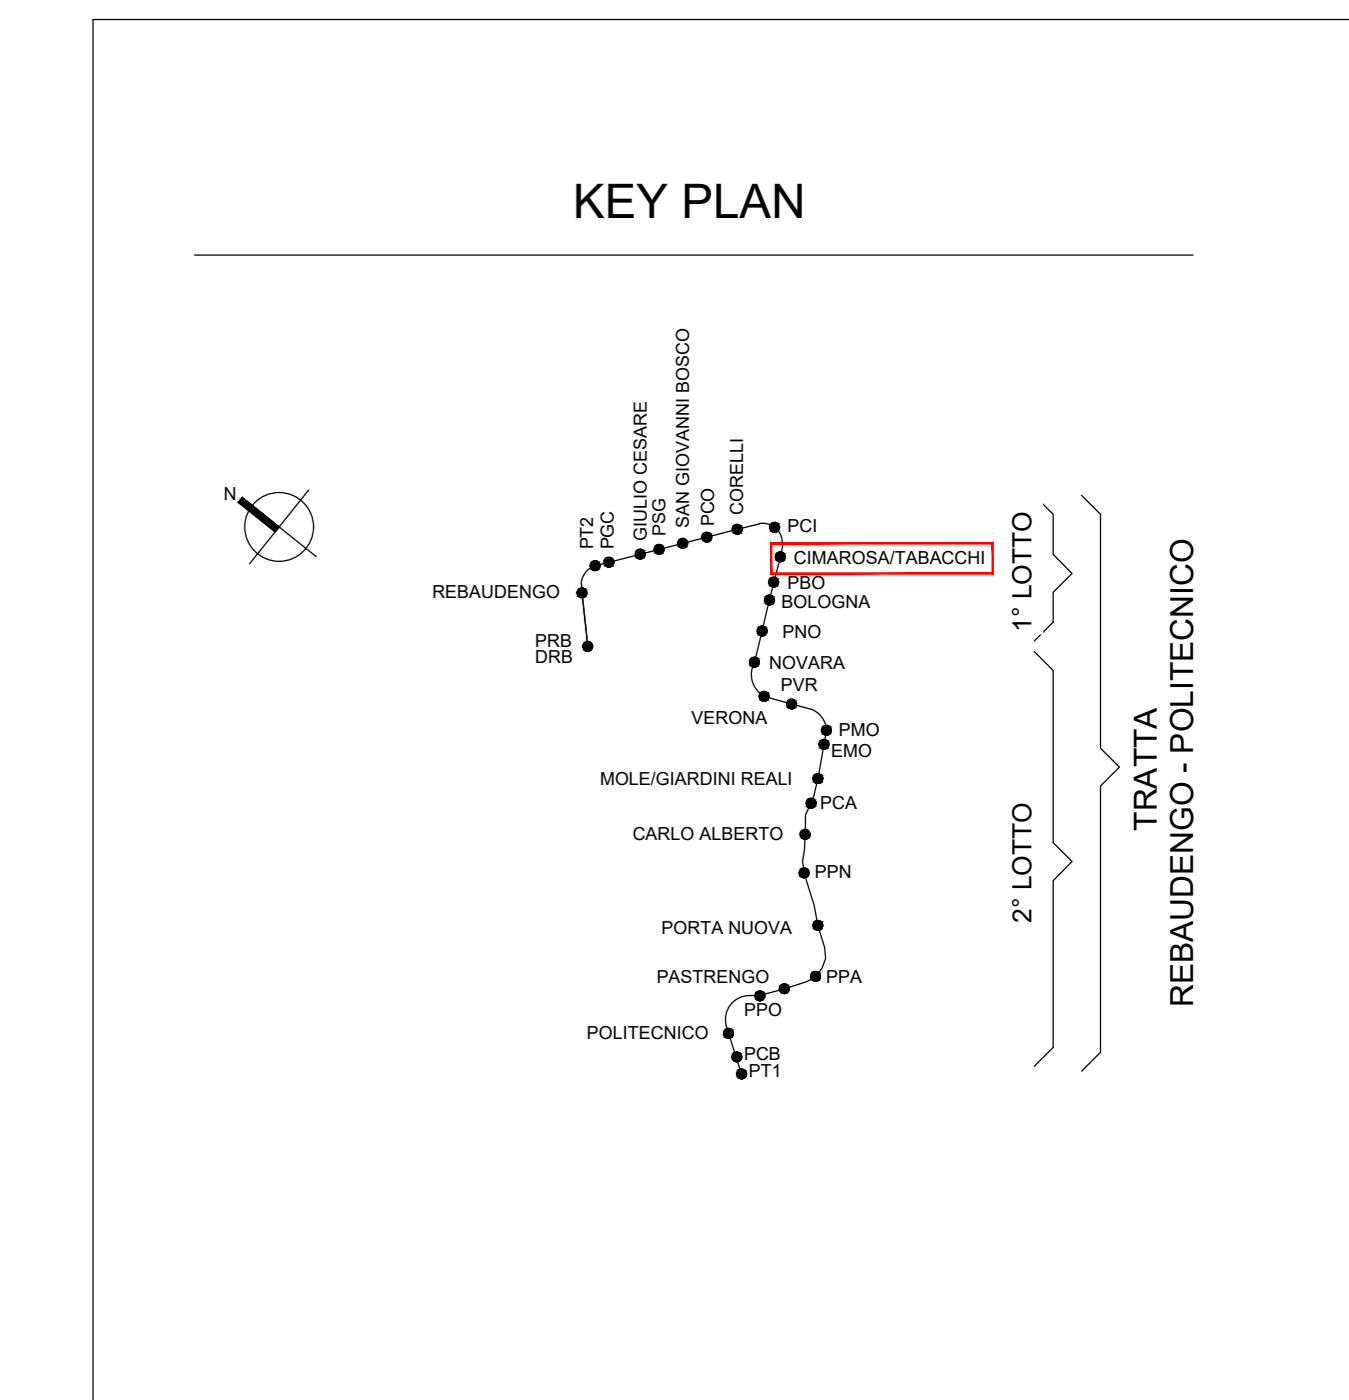 KEY PLAN
N
PT2
PGC
GIULIO CESARE
PSG
SAN GIOVANNI BOSCO
PCO
CORELLI
PCI
CIMAROSA/TABACCHI
REBAUDENGO
PBO
BOLOGNA
PNO
PRB
DRB
NOVARA
PVR
VERONA
PMO
EMO
MOLE/GIARDINI REALI
PCA
CARLO ALBERTO
PPN
PORTA NUOVA
PASTRENGO
PPA
PPO
POLITECNICO
PCB
PT1
1° LOTTO
2° LOTTO
TRATTA
REBAUDENGO - POLITECNICO